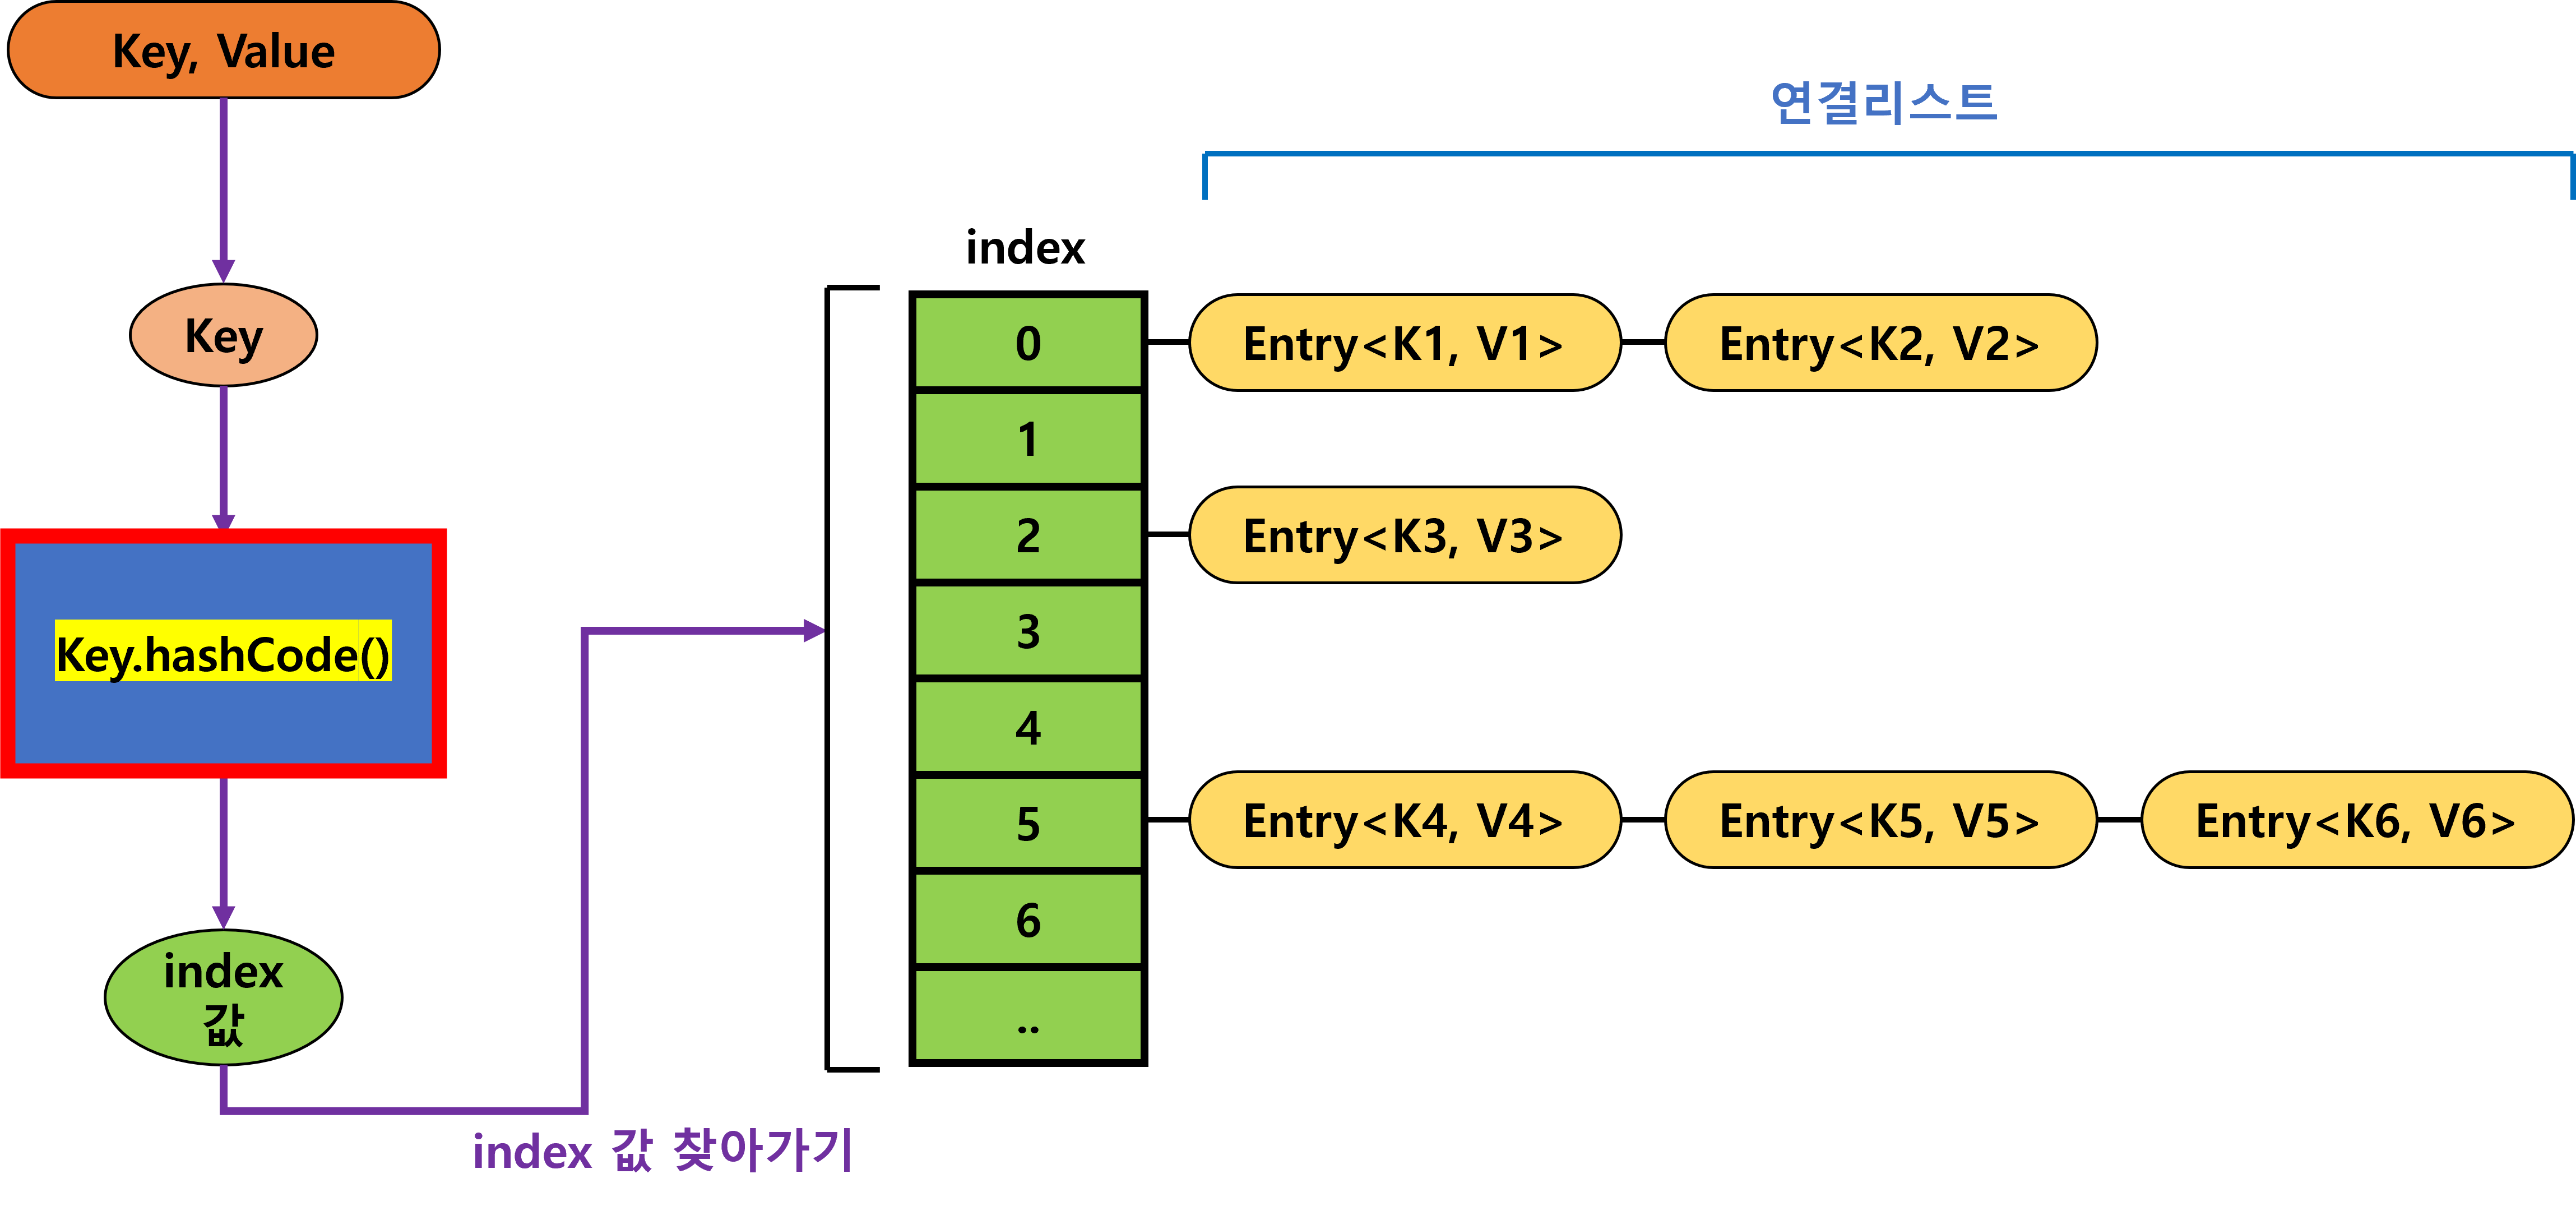 Key, Value
Key
Key.hashCode()
index
값
index 값 찾아가기
연결리스트
index
0
Entry<K1, V1>
Entry<K2, V2>
1
2
Entry<K3, V3>
3
4
5
Entry<K4, V4>
Entry<K5, V5>
Entry<K6, V6>
6
..